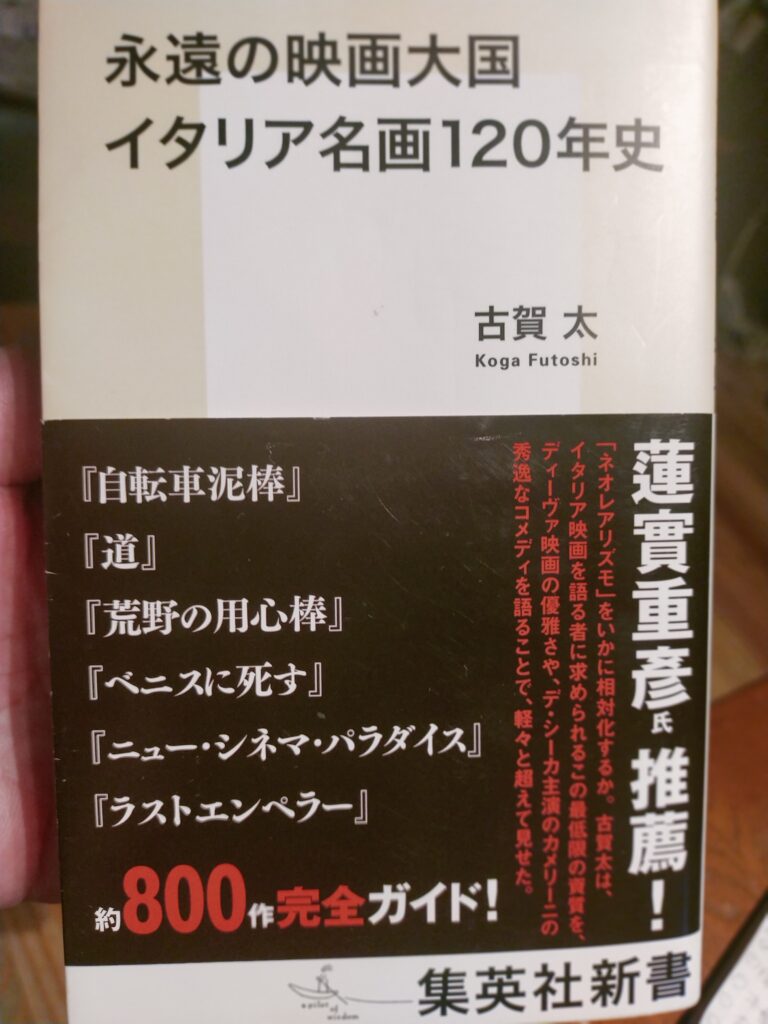 永遠の映画大国
イタリア名画120年史
古賀 太
Koga Futoshi
蓮實重彦氏 推薦!
「ネオレアリズモ」をいかに相対化するか。古賀太は、
イタリア映画を語る者に求められるこの最低限の資質を、
ディーヴァ映画の優雅さや、デ・シーカ主演のカメリーニの
秀逸なコメディを語ることで、軽々と超えて見せた。
『自転車泥棒』
『道』
『荒野の用心棒』
『ベニスに死す』
『ニュー・シネマ・パラダイス』
『ラストエンペラー』
約800作完全ガイド!
a pilot
of
wisdom
集英社新書